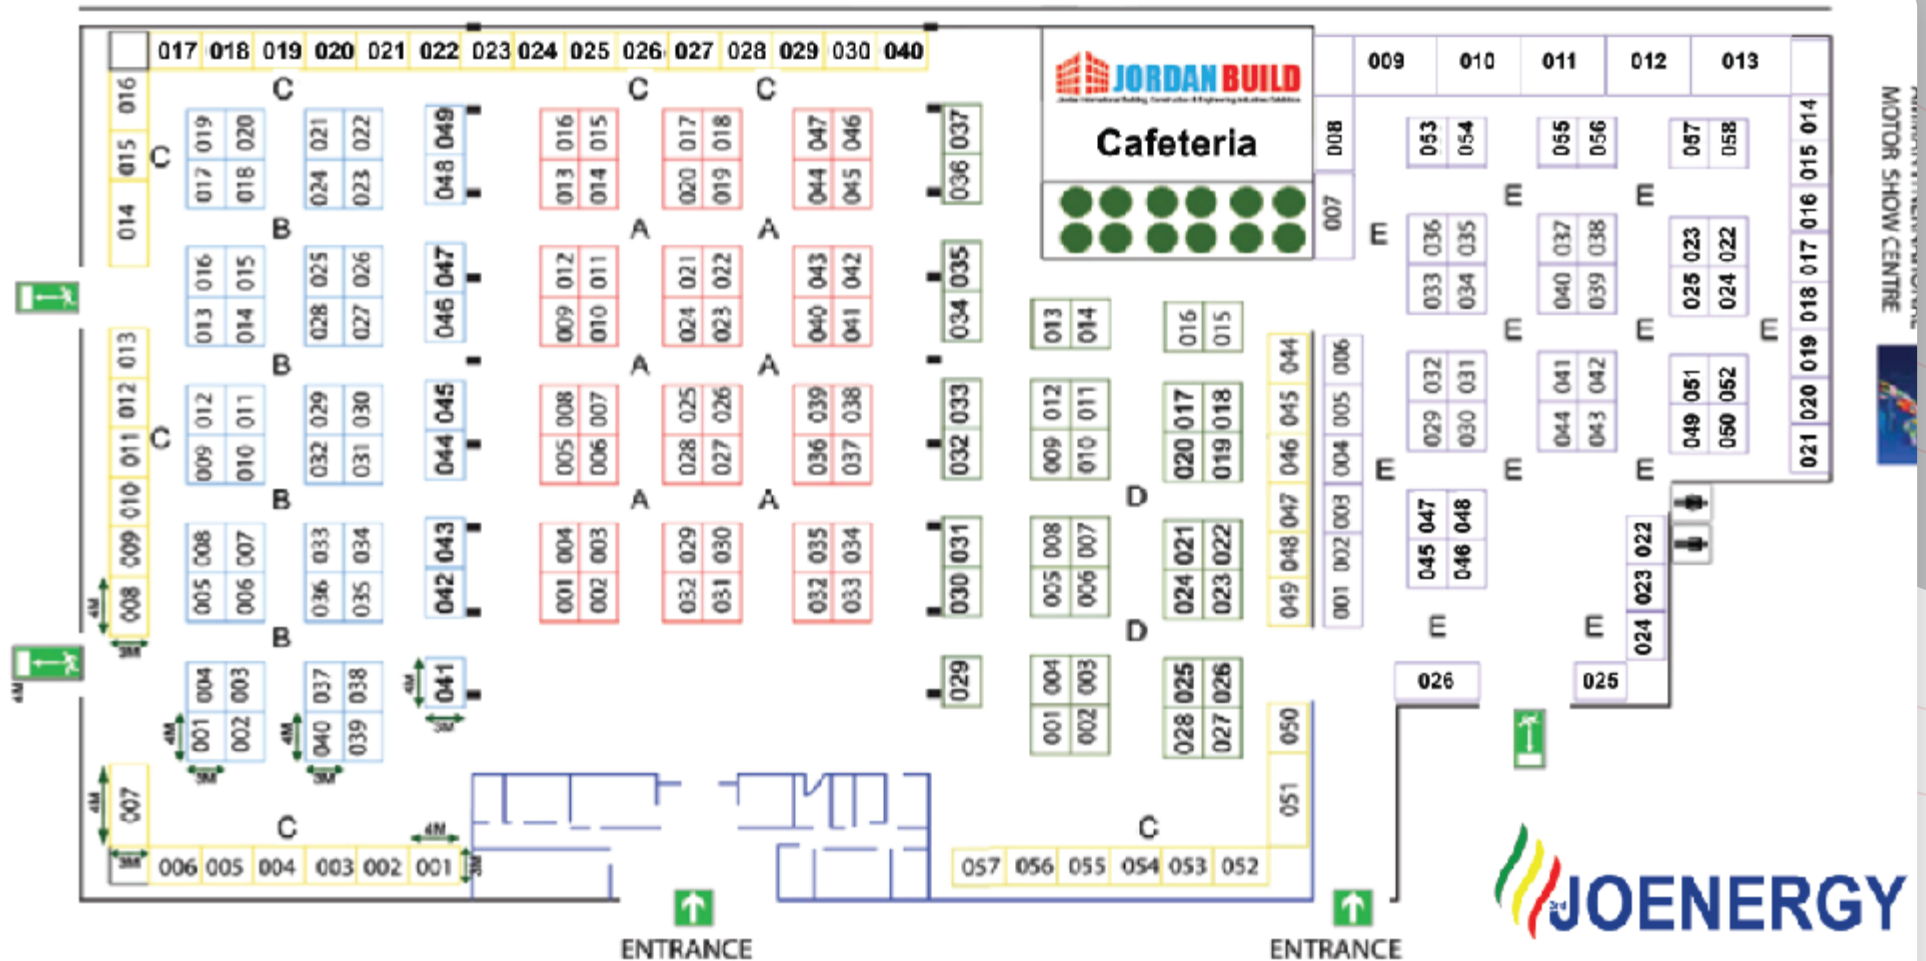 017 018 019 020 021 022 023 024 025 026 027 028 029 030 040
009 010 011 012 013
016
015
014
013
012
011
010
009
008
007
C C C
C
C
019 020 021 022 049
017 018 024 023 048
B
016 015 025 026 047
013 014 028 027 046
B
012 011 029 030 045
009 010 032 031 044
B
008 007 033 034 043
005 006 036 035 042
B
004 003 037 038 041
001 002 040 039
4M
3M
4M
4M
3M
4M
3M
4M
3M
4M
3M
4M
3M
C
006 005 004 003 002 001
016 015 017 018 047 046
013 014 020 019 044 045
A A
012 011 021 022 043 042
009 010 024 023 040 041
A A
008 007 025 026 039 038
005 006 028 027 036 037
A A
004 003 029 030 035 034
001 002 032 031 032 033
037
036
035
034
033
032
031
030
029
JORDAN BUILD
Cafeteria
013 014 016 015
012 011 017 018
009 010 020 019
D
008 007 021 022
005 006 024 023
D
004 003 025 026
001 002 028 027
044
045
046
047
048
049
050
051
C
057 056 055 054 053 052
008
007
006
005
004
003
002
001
053 054 055 056 057 058
E E
E
036 035 037 038 023 022
033 034 040 039 025 024
E E E
032 031 041 042 051 052
029 030 044 043 049 050
E E E
047 048
045 046
E E
026 025
014
015
016
017
018
019
020
021
022
023
024
MOTOR SHOW CENTRE
ENTRANCE
ENTRANCE
3rd
JOENERGY